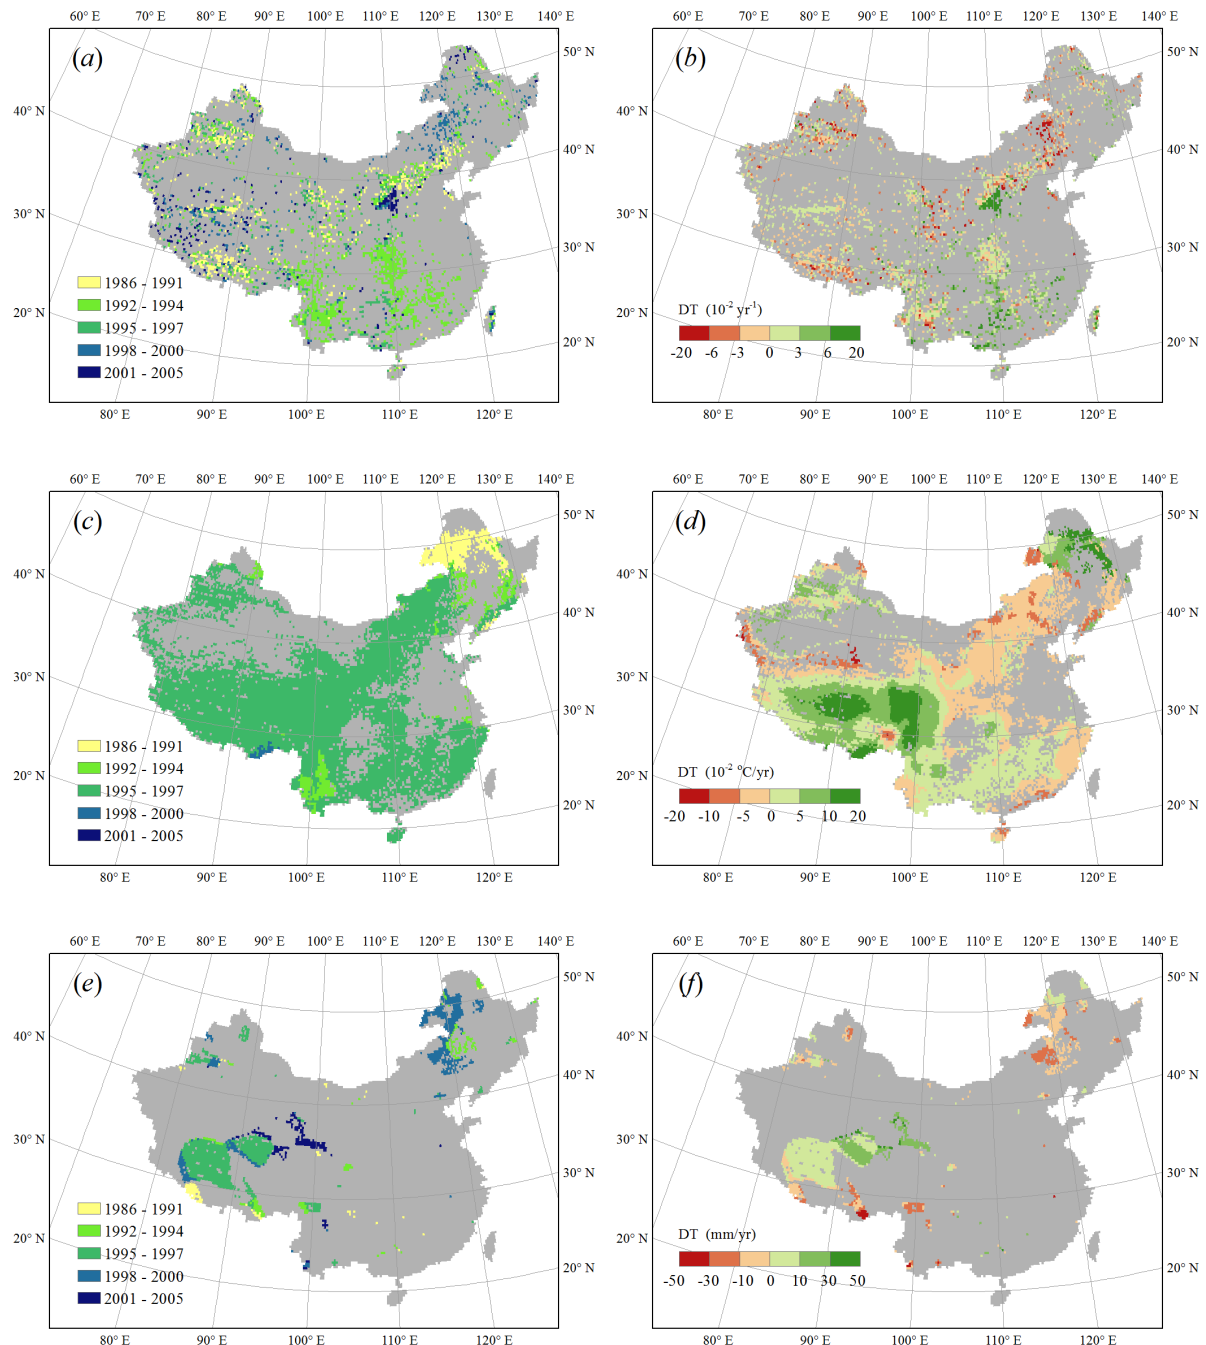 60° E 70° E 80° E 90° E 100° E 110° E 120° E 130° E 140° E
60° E 70° E 80° E 90° E 100° E 110° E 120° E 130° E 140° E
(a)
(b)
50° N
50° N
40° N
40° N
40° N
40° N
30° N
30° N
30° N
30° N
20° N
20° N
20° N
20° N
1986 - 1991
1992 - 1994
1995 - 1997
1998 - 2000
2001 - 2005
DT (10⁻² yr⁻¹)
-20 -6 -3 0 3 6 20
80° E 90° E 100° E 110° E 120° E
80° E 90° E 100° E 110° E 120° E
60° E 70° E 80° E 90° E 100° E 110° E 120° E 130° E 140° E
60° E 70° E 80° E 90° E 100° E 110° E 120° E 130° E 140° E
(c)
(d)
50° N
50° N
40° N
40° N
40° N
40° N
30° N
30° N
30° N
30° N
20° N
20° N
20° N
20° N
1986 - 1991
1992 - 1994
1995 - 1997
1998 - 2000
2001 - 2005
DT (10⁻² °C/yr)
-20 -10 -5 0 5 10 20
80° E 90° E 100° E 110° E 120° E
80° E 90° E 100° E 110° E 120° E
60° E 70° E 80° E 90° E 100° E 110° E 120° E 130° E 140° E
60° E 70° E 80° E 90° E 100° E 110° E 120° E 130° E 140° E
(e)
(f)
50° N
50° N
40° N
40° N
40° N
40° N
30° N
30° N
30° N
30° N
20° N
20° N
20° N
20° N
1986 - 1991
1992 - 1994
1995 - 1997
1998 - 2000
2001 - 2005
DT (mm/yr)
-50 -30 -10 0 10 30 50
80° E 90° E 100° E 110° E 120° E
80° E 90° E 100° E 110° E 120° E